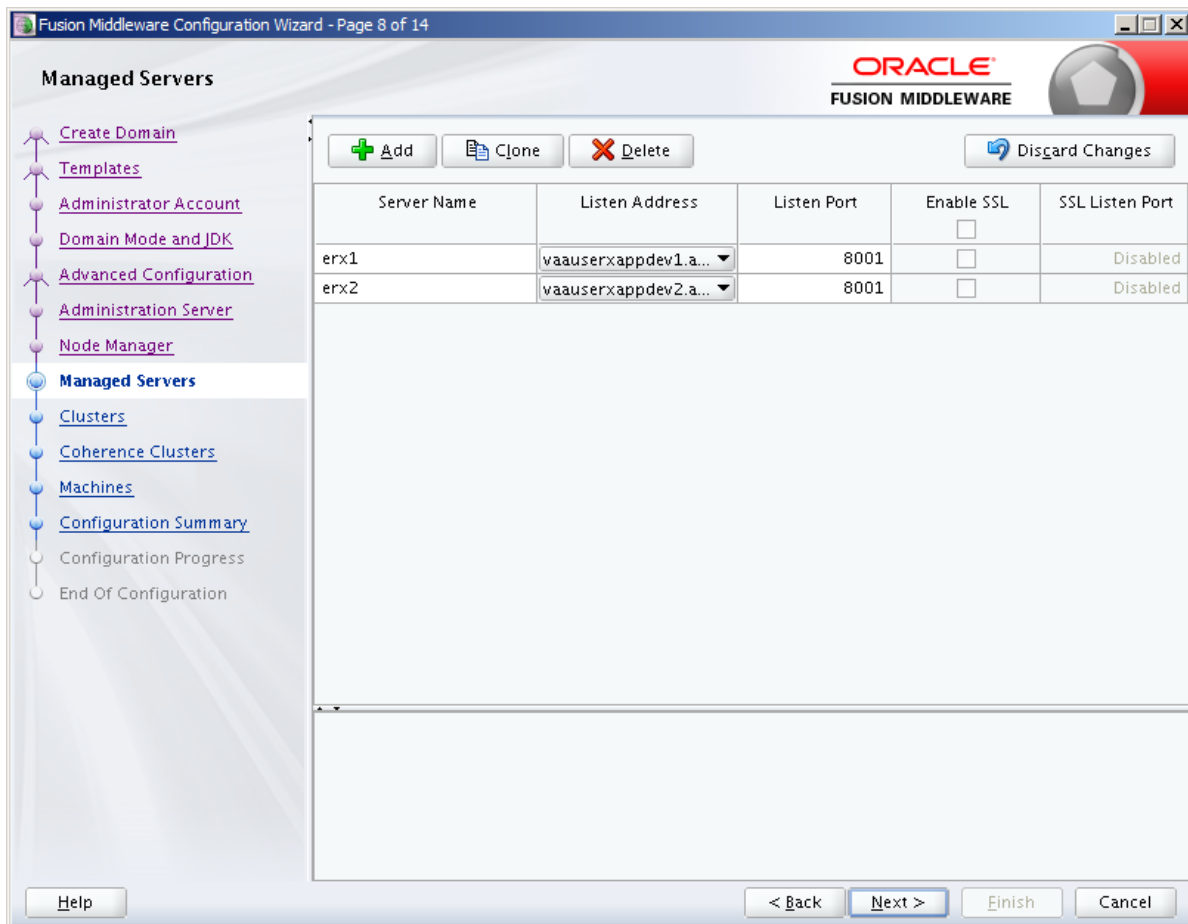 Fusion Middleware Configuration Wizard - Page 8 of 14
Managed Servers
ORACLE
FUSION MIDDLEWARE
Create Domain
Templates
Administrator Account
Domain Mode and JDK
Advanced Configuration
Administration Server
Node Manager
Managed Servers
Clusters
Coherence Clusters
Machines
Configuration Summary
Configuration Progress
End Of Configuration
Add Clone Delete Discard Changes
Server Name Listen Address Listen Port Enable SSL SSL Listen Port
erx1 vaauserxappdev1.a... 8001 Disabled
erx2 vaauserxappdev2.a... 8001 Disabled
Help < Back Next > Finish Cancel